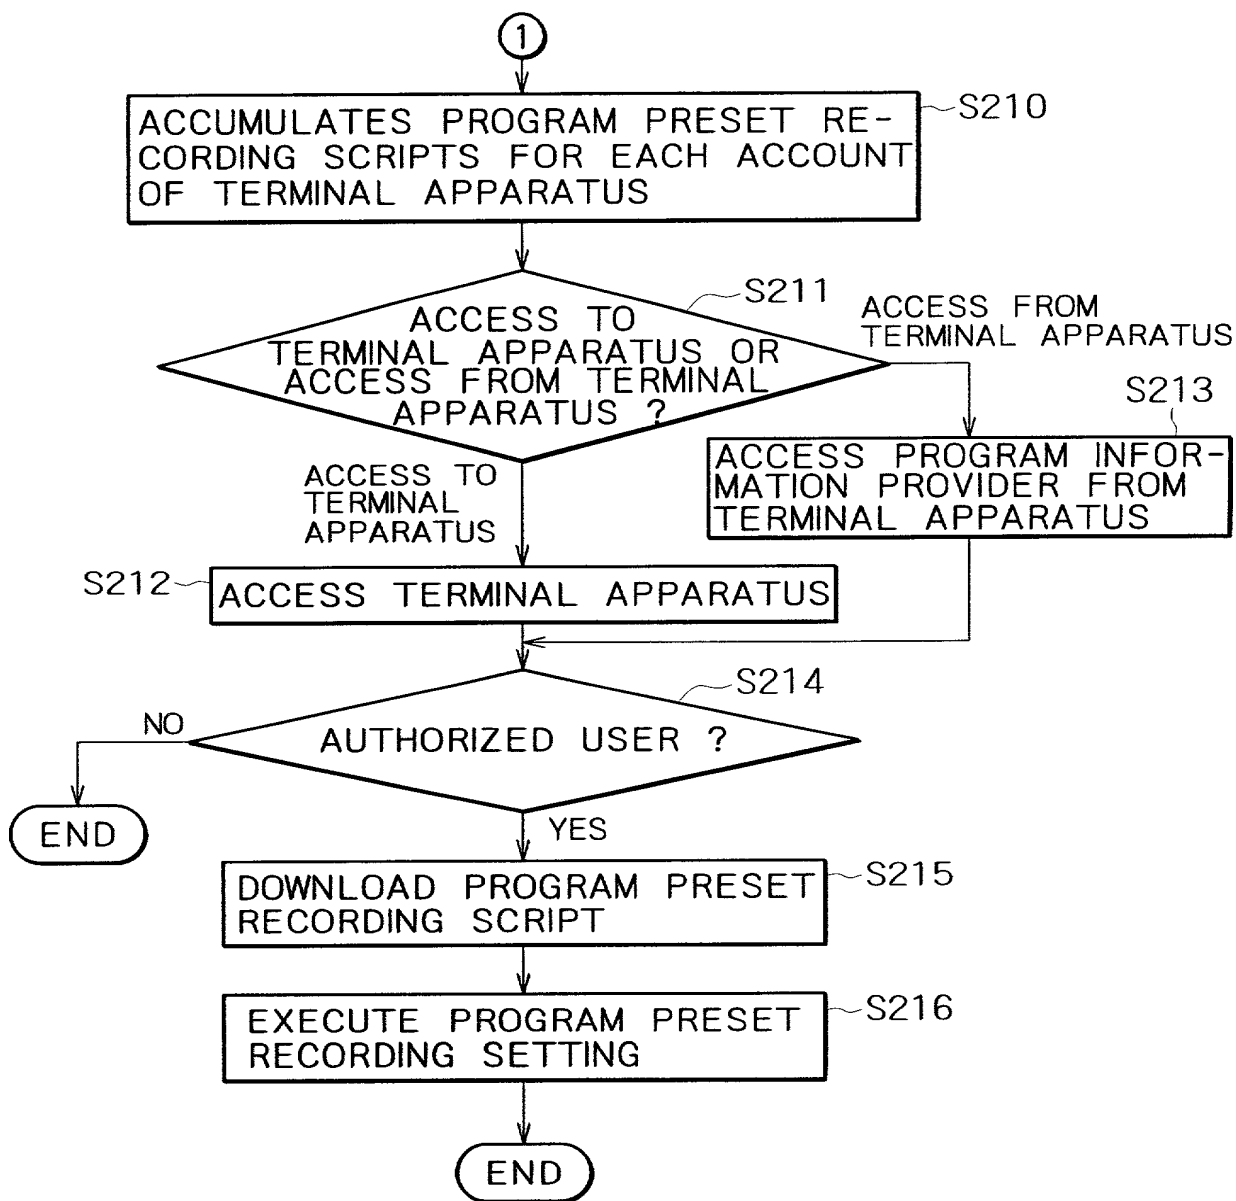 1
ACCUMULATES PROGRAM PRESET RE-
CORDING SCRIPTS FOR EACH ACCOUNT
OF TERMINAL APPARATUS
S210
ACCESS TO
TERMINAL APPARATUS OR
ACCESS FROM TERMINAL
APPARATUS ?
S211
ACCESS FROM
TERMINAL APPARATUS
S213
ACCESS PROGRAM INFOR-
MATION PROVIDER FROM
TERMINAL APPARATUS
ACCESS TO
TERMINAL
APPARATUS
S212
ACCESS TERMINAL APPARATUS
S214
AUTHORIZED USER ?
NO
END
YES
DOWNLOAD PROGRAM PRESET
RECORDING SCRIPT
S215
EXECUTE PROGRAM PRESET
RECORDING SETTING
S216
END